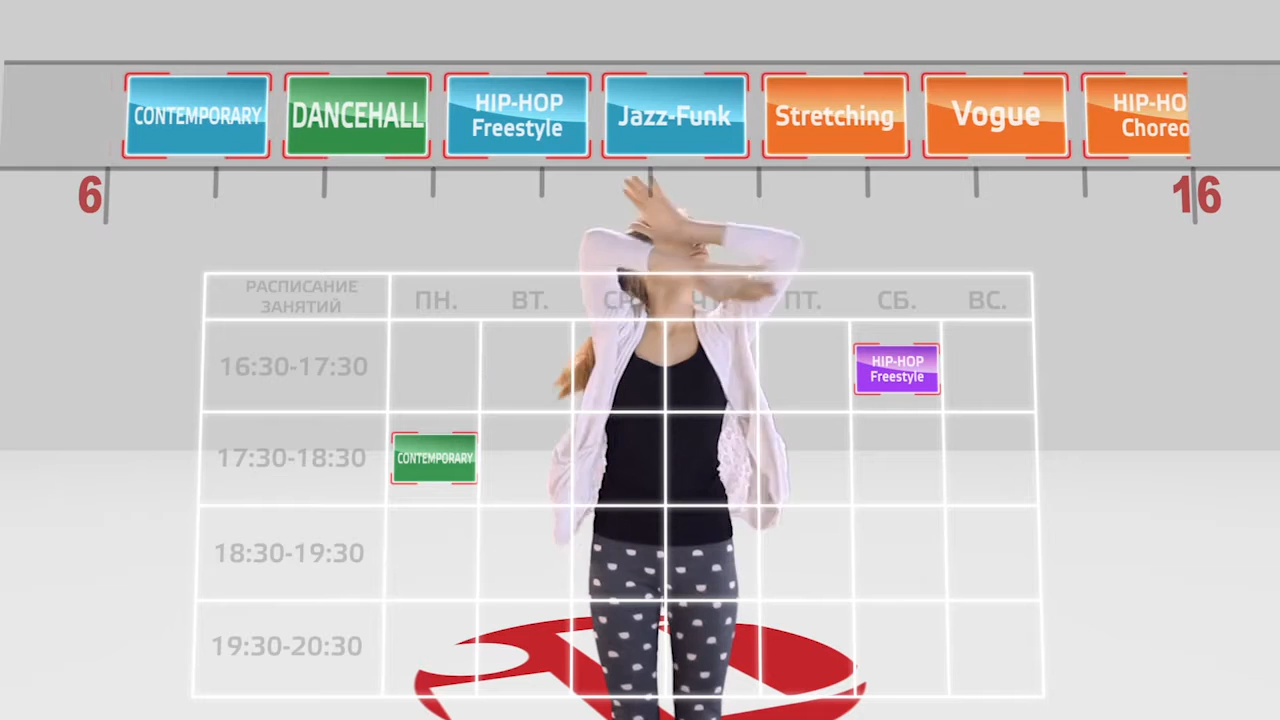 CONTEMPORARY
DANCEHALL
HIP-HOP
Freestyle
Jazz-Funk
Stretching
Vogue
HIP-HO
Choreo
6
16
РАСПИСАНИЕ
ЗАНЯТИЙ
ПН.
ВТ.
СР.
ЧТ.
ПТ.
СБ.
ВС.
16:30-17:30
HIP-HOP
Freestyle
17:30-18:30
CONTEMPORARY
18:30-19:30
19:30-20:30